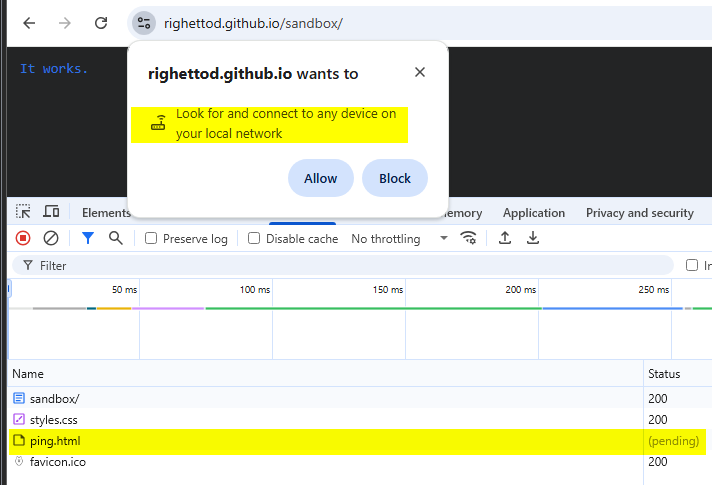 righettod.github.io/sandbox/
It works.
righettod.github.io wants to
Look for and connect to any device on
your local network
Allow Block
Elements emory Application Privacy and security
Preserve log Disable cache No throttling
Filter In
50 ms 100 ms 150 ms 200 ms 250 ms
Name Status
sandbox/ 200
styles.css 200
ping.html (pending)
favicon.ico 200